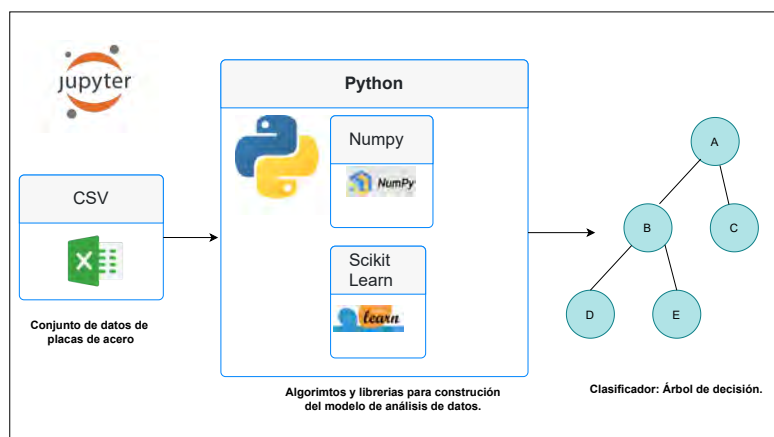 jupyter
Python
Numpy
NumPy
CSV
X
Scikit
Learn
learn
Conjunto de datos de
placas de acero
Algorimtos y librerias para construción
del modelo de análisis de datos.
A
B
C
D
E
Clasificador: Árbol de decisión.